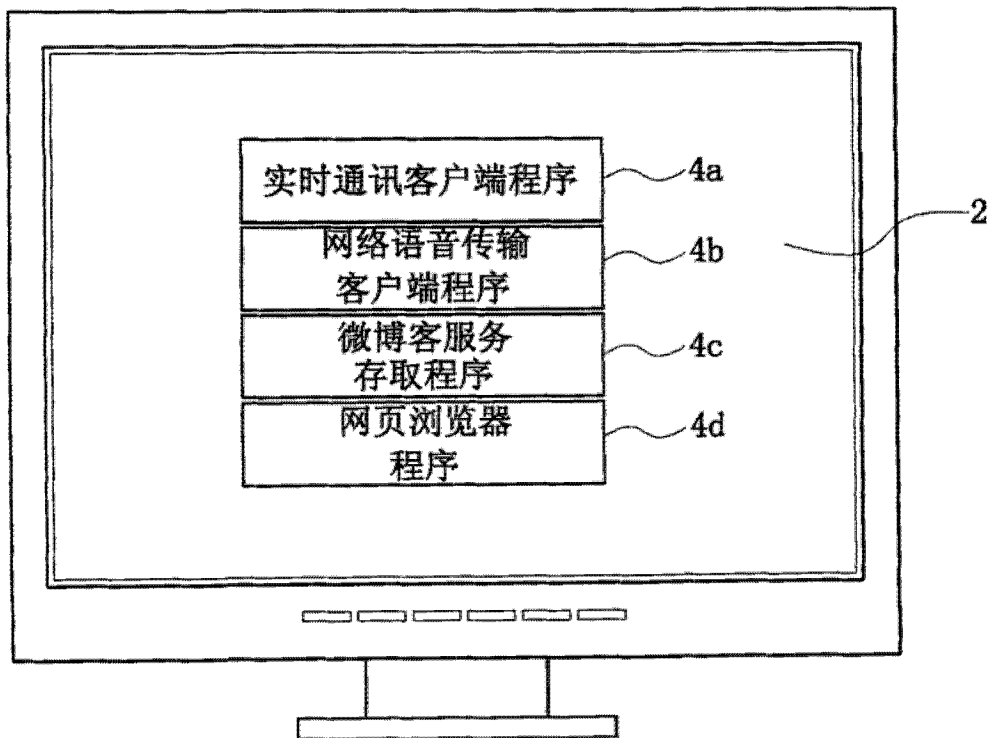 实时通讯客户端程序
4a
网络语音传输
客户端程序
4b
微博客服务
存取程序
4c
网页浏览器
程序
4d
2